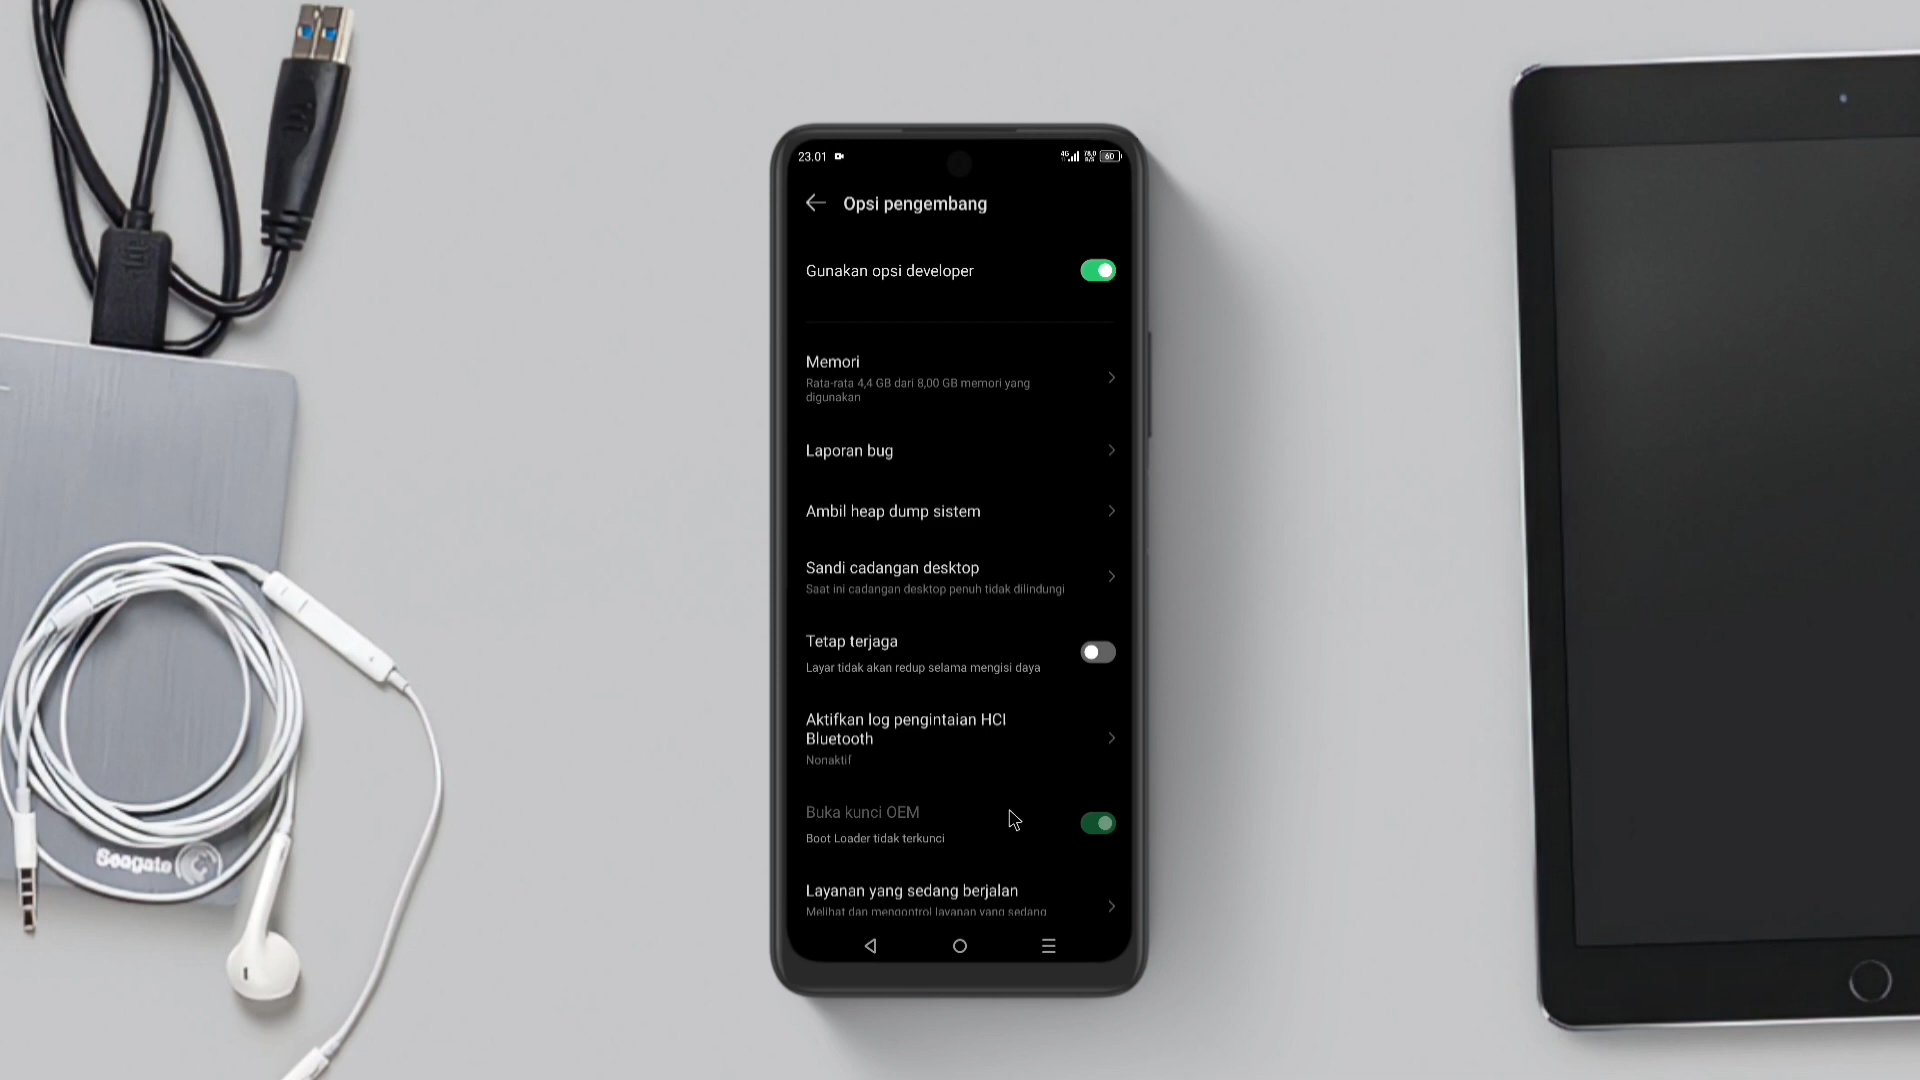 23.01
4G
60
Opsi pengembang
Gunakan opsi developer
Memori
Rata-rata 4,4 GB dari 8,00 GB memori yang
digunakan
Laporan bug
Ambil heap dump sistem
Sandi cadangan desktop
Saat ini cadangan desktop penuh tidak dilindungi
Tetap terjaga
Layar tidak akan redup selama mengisi daya
Aktifkan log pengintaian HCI
Bluetooth
Nonaktif
Buka kunci OEM
Boot Loader tidak terkunci
Layanan yang sedang berjalan
Melihat dan mengontrol layanan yang sedang
Seagate